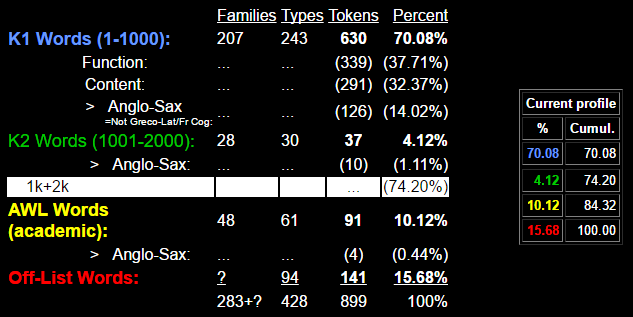 Families Types Tokens Percent
K1 Words (1-1000): 207 243 630 70.08%
Function: ... ... (339) (37.71%)
Content: ... ... (291) (32.37%)
> Anglo-Sax ... ... (126) (14.02%)
=Not Greco-Lat/Fr Cog:
K2 Words (1001-2000): 28 30 37 4.12%
> Anglo-Sax: ... ... (10) (1.11%)
1k+2k ... (74.20%)
AWL Words
(academic): 48 61 91 10.12%
> Anglo-Sax: ... ... (4) (0.44%)
Off-List Words: ? 94 141 15.68%
283+? 428 899 100%
Current profile
% Cumul.
70.08 70.08
4.12 74.20
10.12 84.32
15.68 100.00